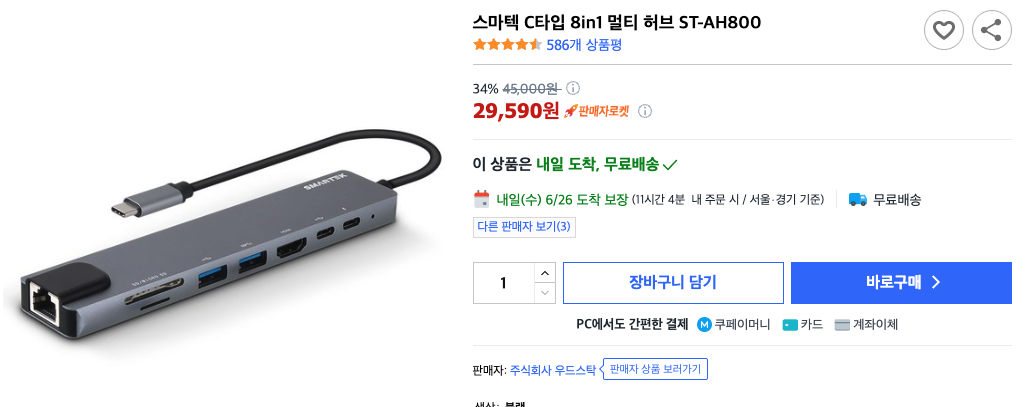 스마텍 C타입 8in1 멀티 허브 ST-AH800
586개 상품평
34% 45,000원
29,590원 판매자로켓
이 상품은 내일 도착, 무료배송
내일(수) 6/26 도착 보장 (11시간 4분 내 주문 시 / 서울·경기 기준) 무료배송
다른 판매자 보기(3)
1 장바구니 담기 바로구매
PC에서도 간편한 결제 쿠페이머니 카드 계좌이체
판매자: 주식회사 우드스탁 판매자 상품 보러가기
SMARTEK